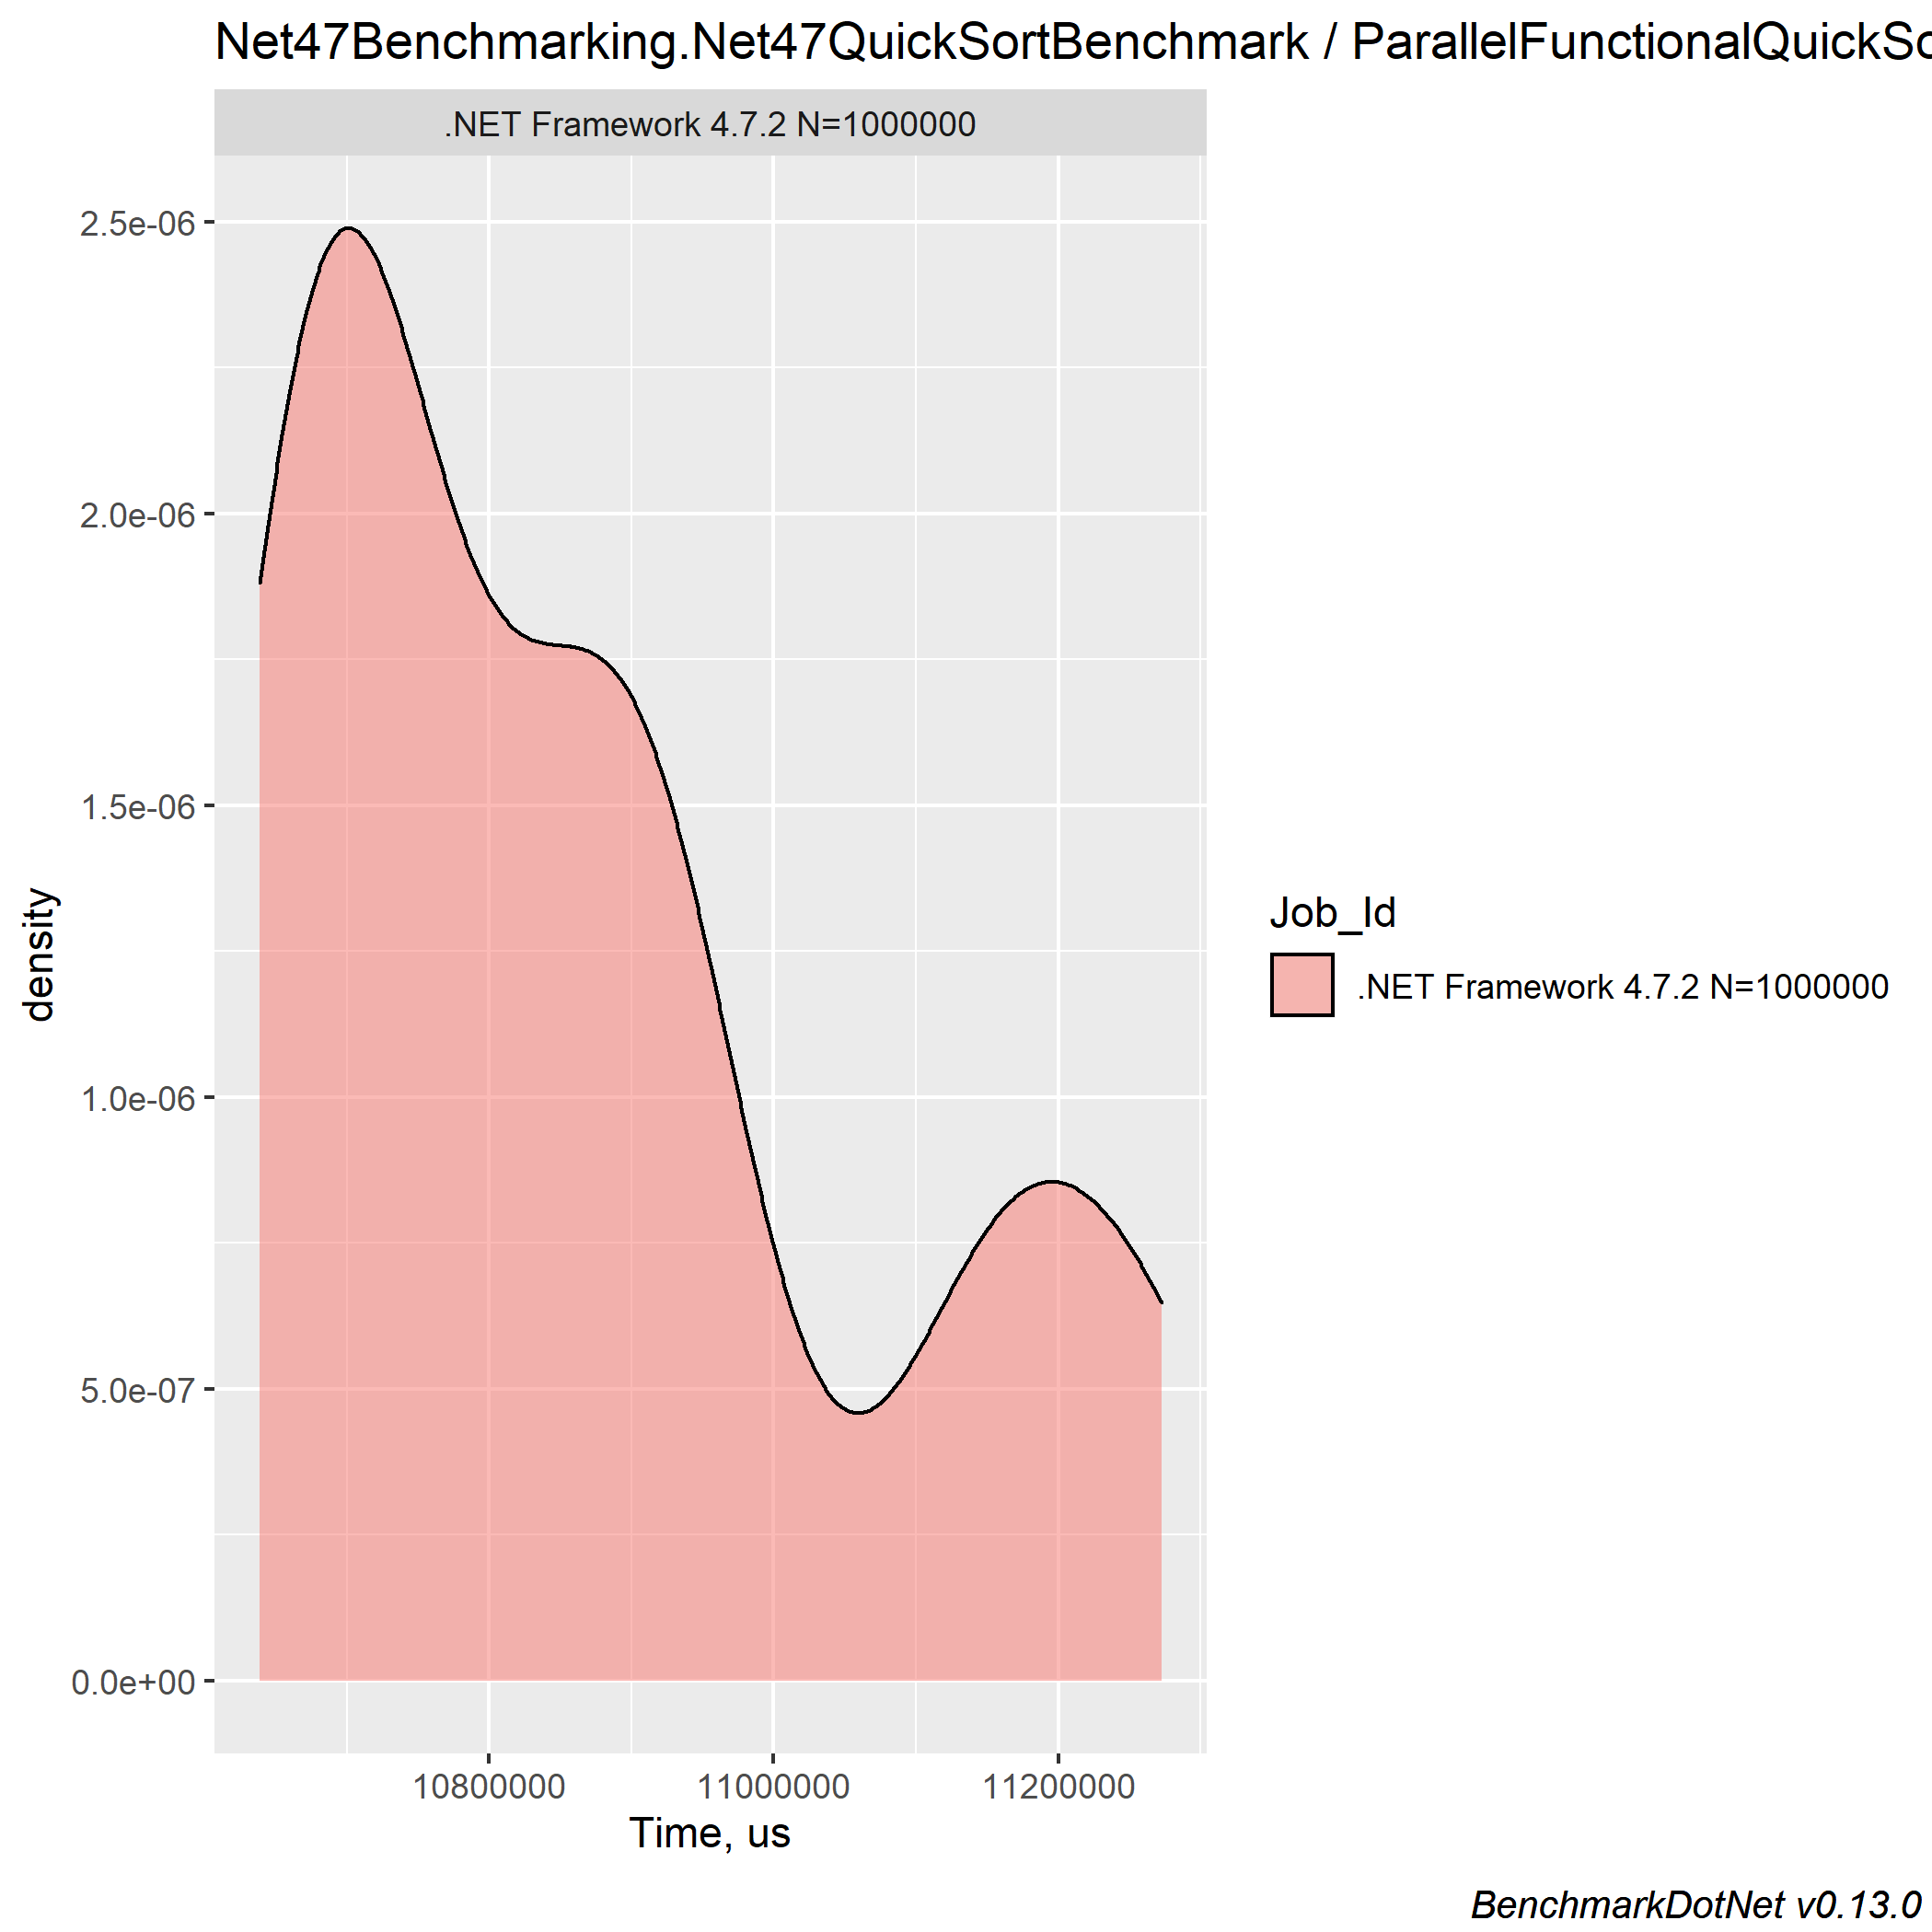 Net47Benchmarking.Net47QuickSortBenchmark / ParallelFunctionalQuickSo
.NET Framework 4.7.2 N=1000000
2.5e-06
2.0e-06
1.5e-06
1.0e-06
5.0e-07
0.0e+00
density
10800000 11000000 11200000
Time, us
Job_Id
.NET Framework 4.7.2 N=1000000
BenchmarkDotNet v0.13.0